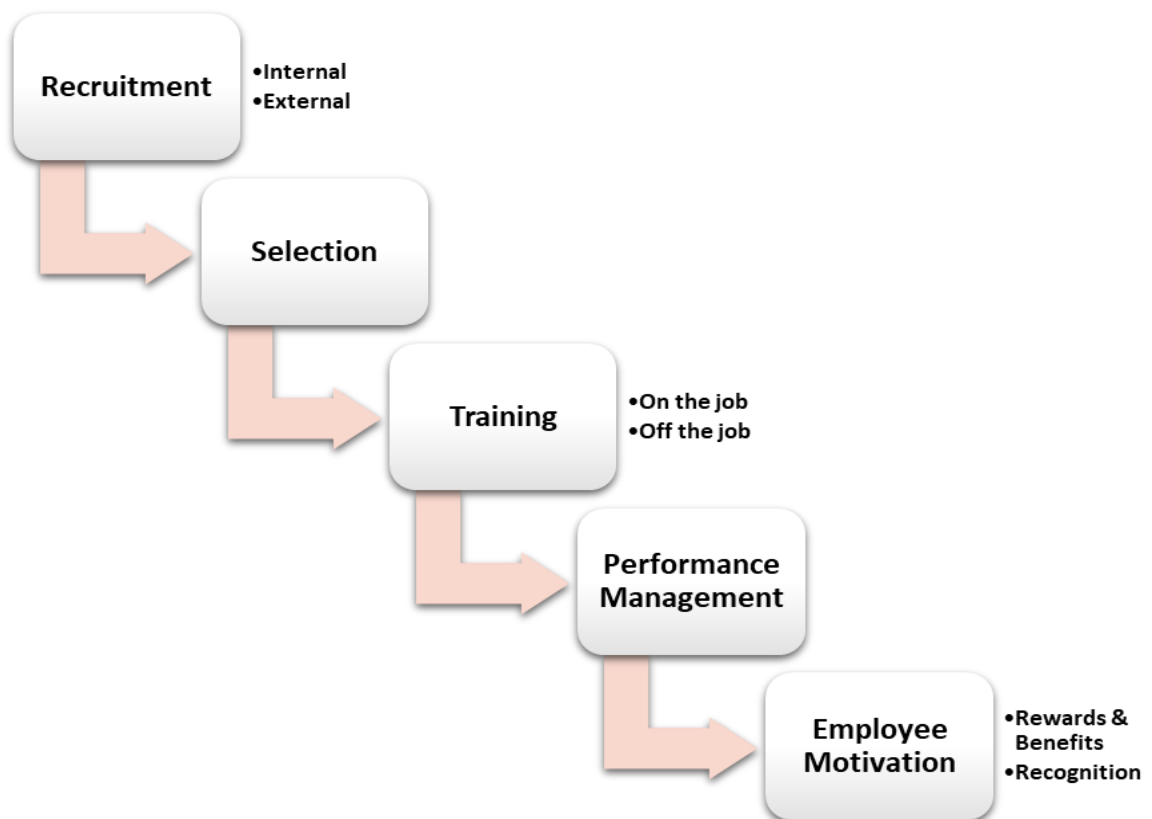 Recruitment
•Internal
•External
Selection
Training
•On the job
•Off the job
Performance
Management
Employee
Motivation
•Rewards &
Benefits
•Recognition